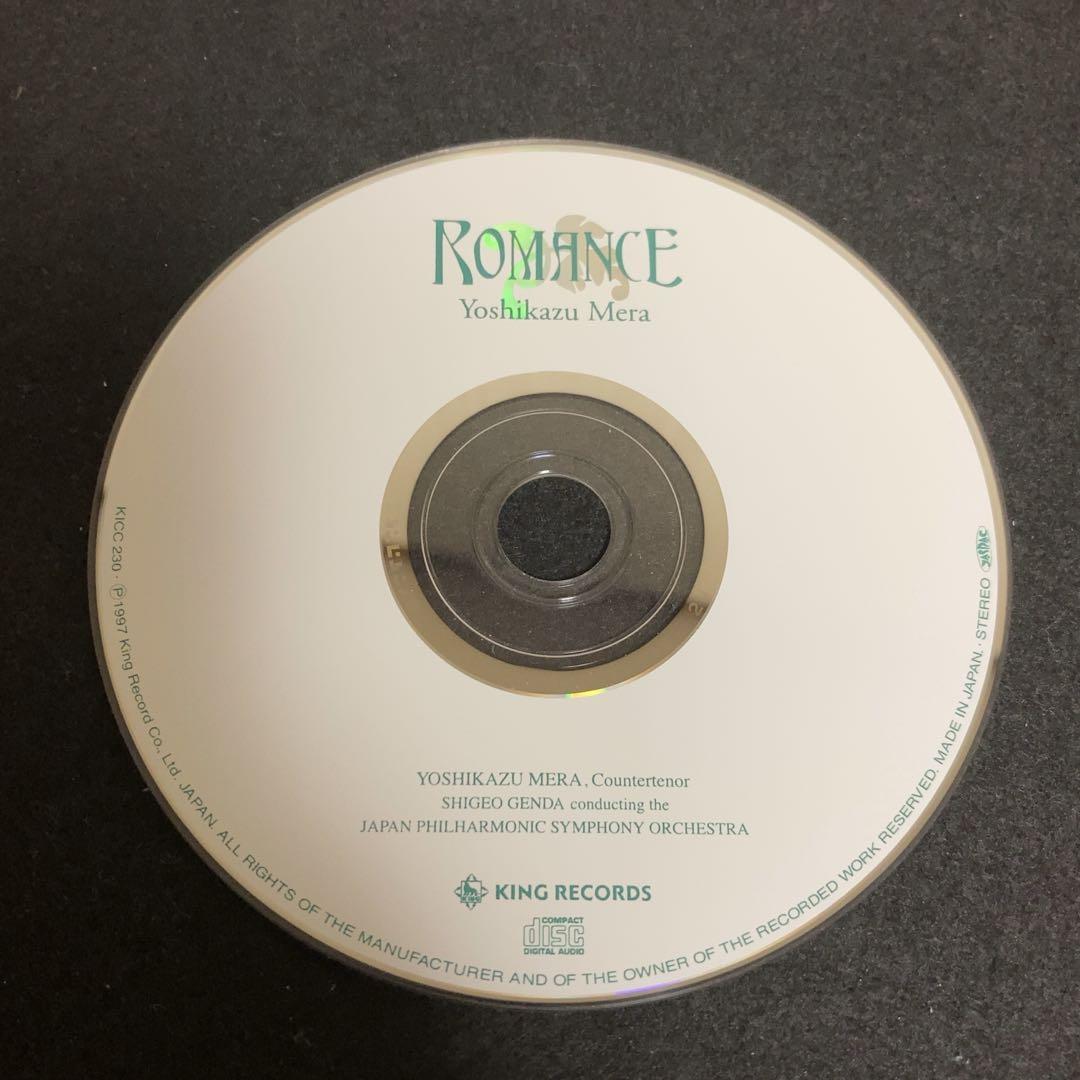 ROMANCE
Yoshikazu Mera
YOSHIKAZU MERA, Countertenor
SHIGEO GENDA conducting the
JAPAN PHILHARMONIC SYMPHONY ORCHESTRA
KING RECORDS
COMPACT
disc
DIGITAL AUDIO
KICC 230 · Ⓟ1997 King Record Co., Ltd. JAPAN. ALL RIGHTS OF THE MANUFACTURER AND OF THE OWNER OF THE RECORDED WORK RESERVED. MADE IN JAPAN. · STEREO